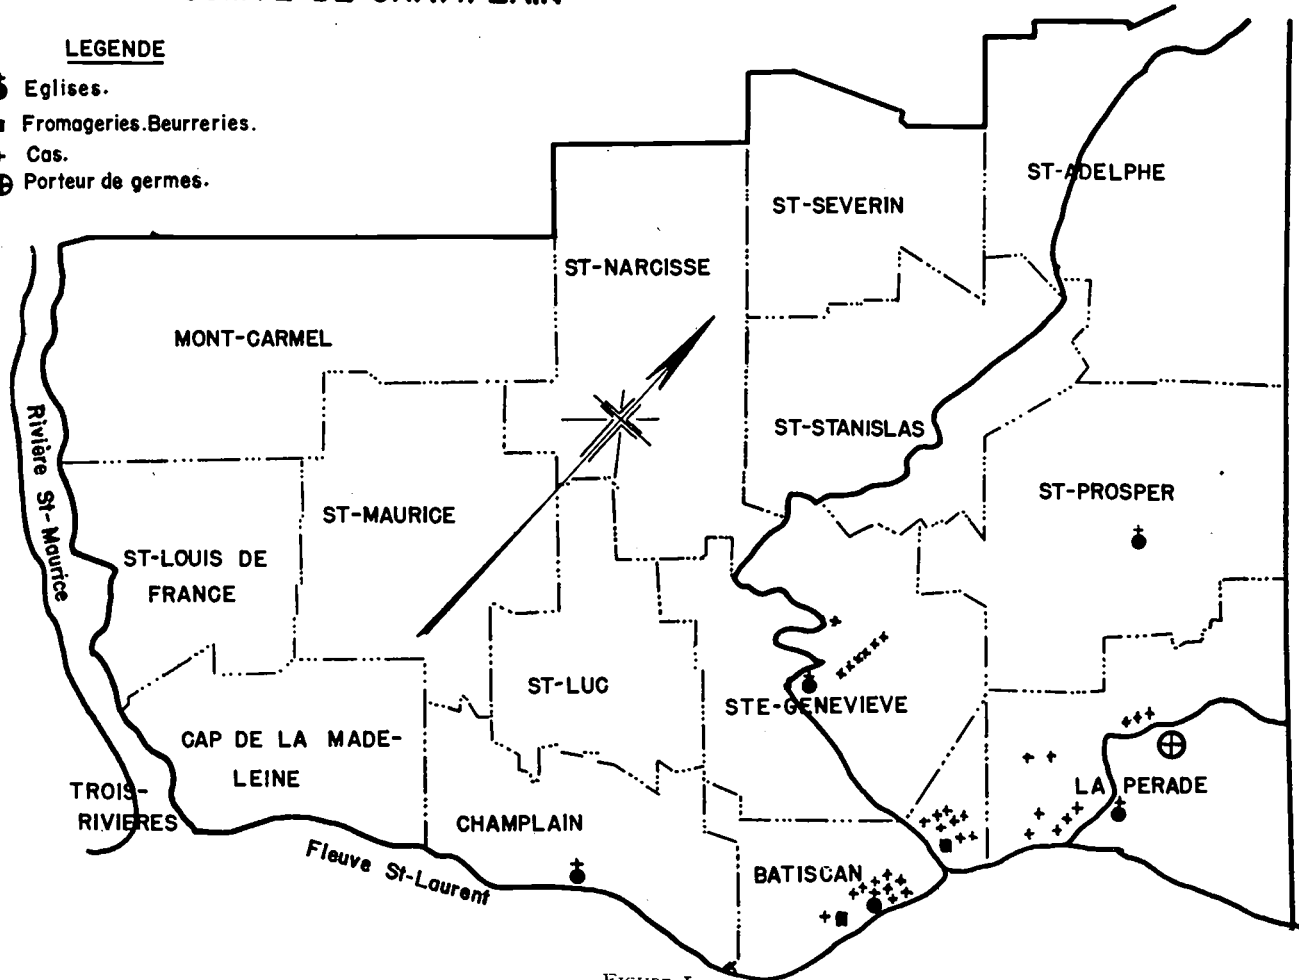 LEGENDE
Eglises.
Fromageries.Beurreries.
Cas.
Porteur de germes.
ST-ADELPHE
ST-SEVERIN
ST-NARCISSE
MONT-CARMEL
ST-STANISLAS
Rivière St-Maurice
ST-PROSPER
ST-MAURICE
ST-LOUIS DE
FRANCE
ST-LUC
STE-GENEVIEVE
CAP DE LA MADE-
LEINE
TROIS-
RIVIERES
LA PERADE
CHAMPLAIN
Fleuve St-Laurent
BATISCAN